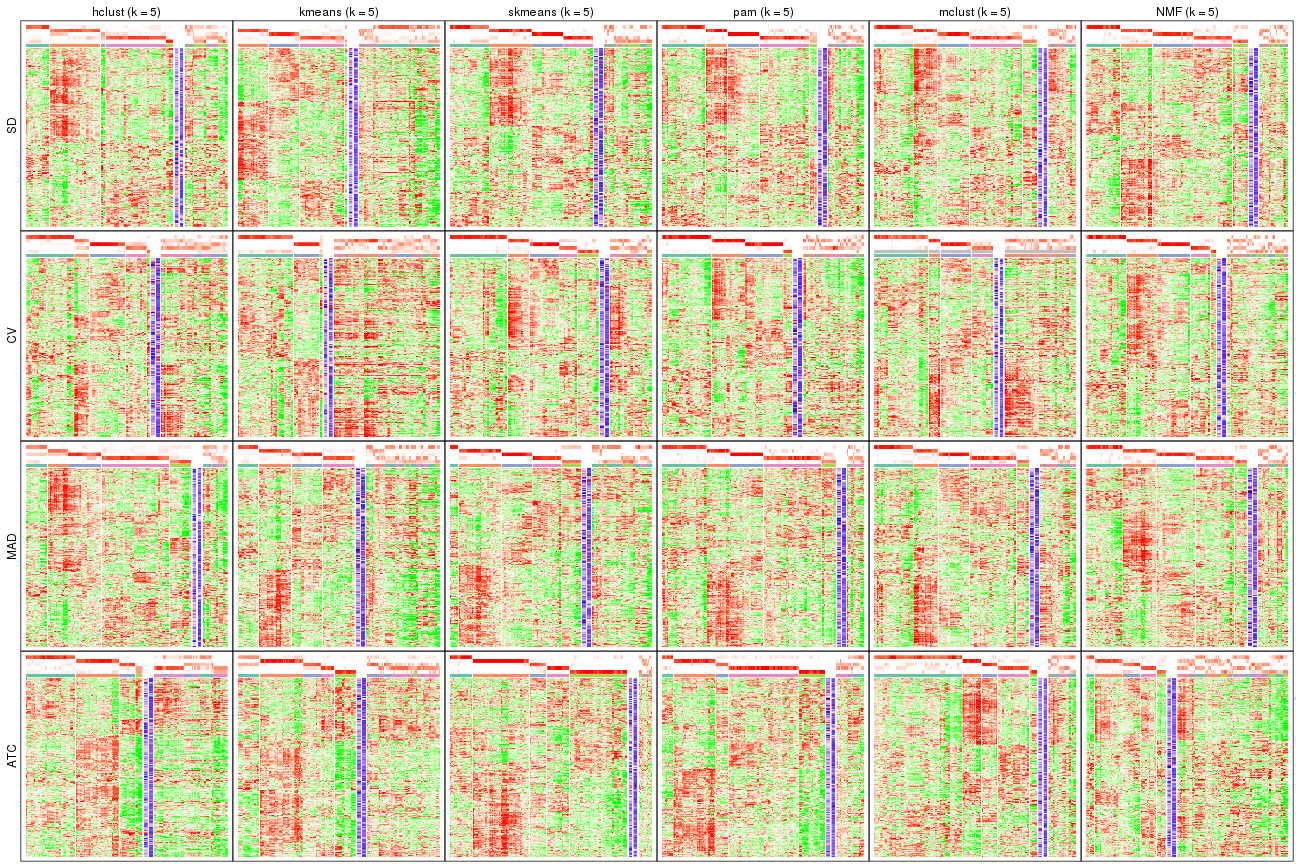 hclust (k = 5) kmeans (k = 5) skmeans (k = 5) pam (k = 5) mclust (k = 5) NMF (k = 5)
SD
CV
MAD
ATC